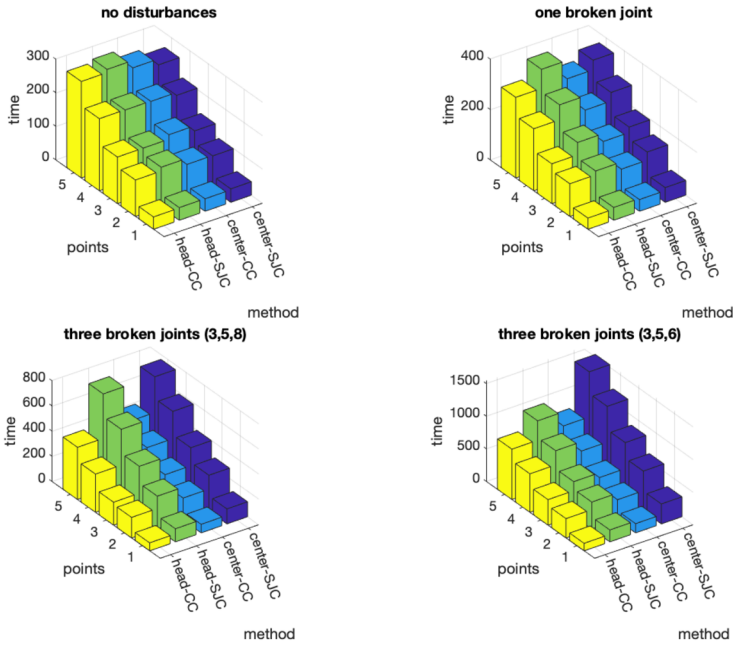 no disturbances
300
200
100
0
time
5
4
3
2
1
points
head-CC
head-SJC
center-CC
center-SJC
method
one broken joint
400
200
0
time
5
4
3
2
1
points
head-CC
head-SJC
center-CC
center-SJC
method
three broken joints (3,5,8)
800
600
400
200
0
time
5
4
3
2
1
points
head-CC
head-SJC
center-CC
center-SJC
method
three broken joints (3,5,6)
1500
1000
500
0
time
5
4
3
2
1
points
head-CC
head-SJC
center-CC
center-SJC
method